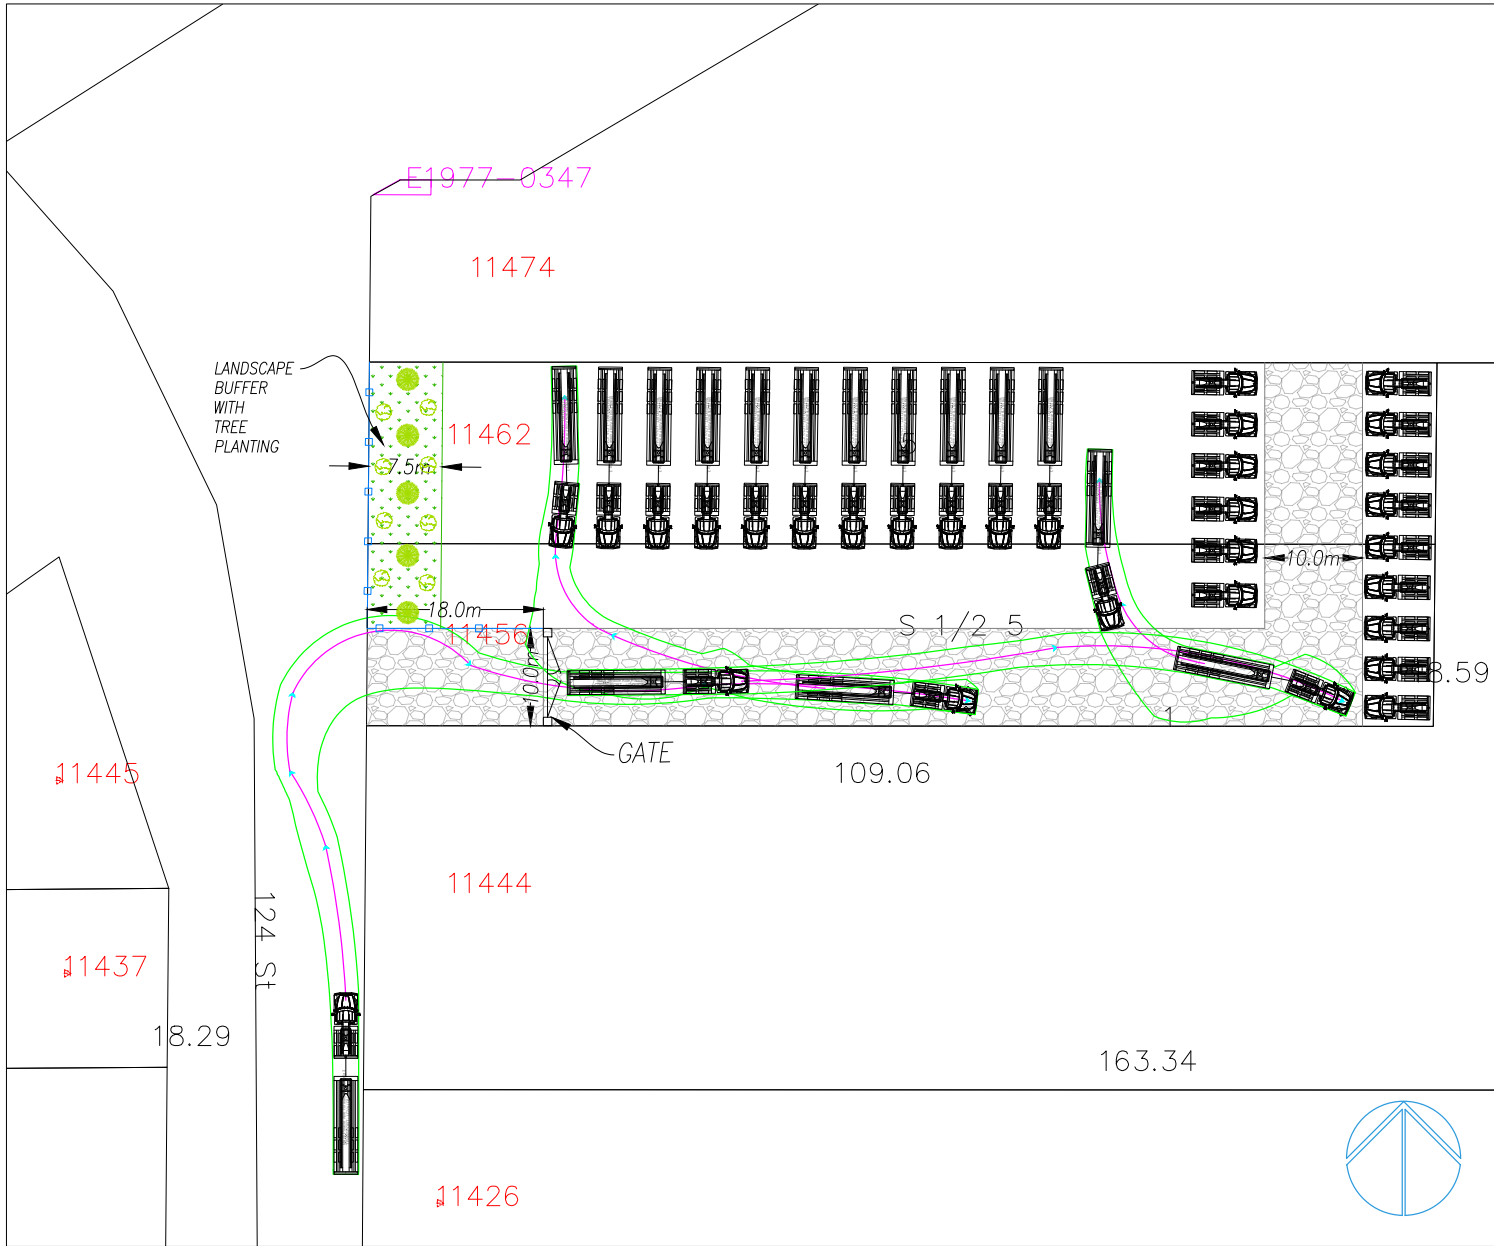 E1977-0347
11474
LANDSCAPE
BUFFER
WITH
TREE
PLANTING
11462
5
7.5m
10.0m
18.0m
11456
S 1/2 5
10.0m
8.59
1
GATE
109.06
11445
11444
124 St
11437
18.29
163.34
11426